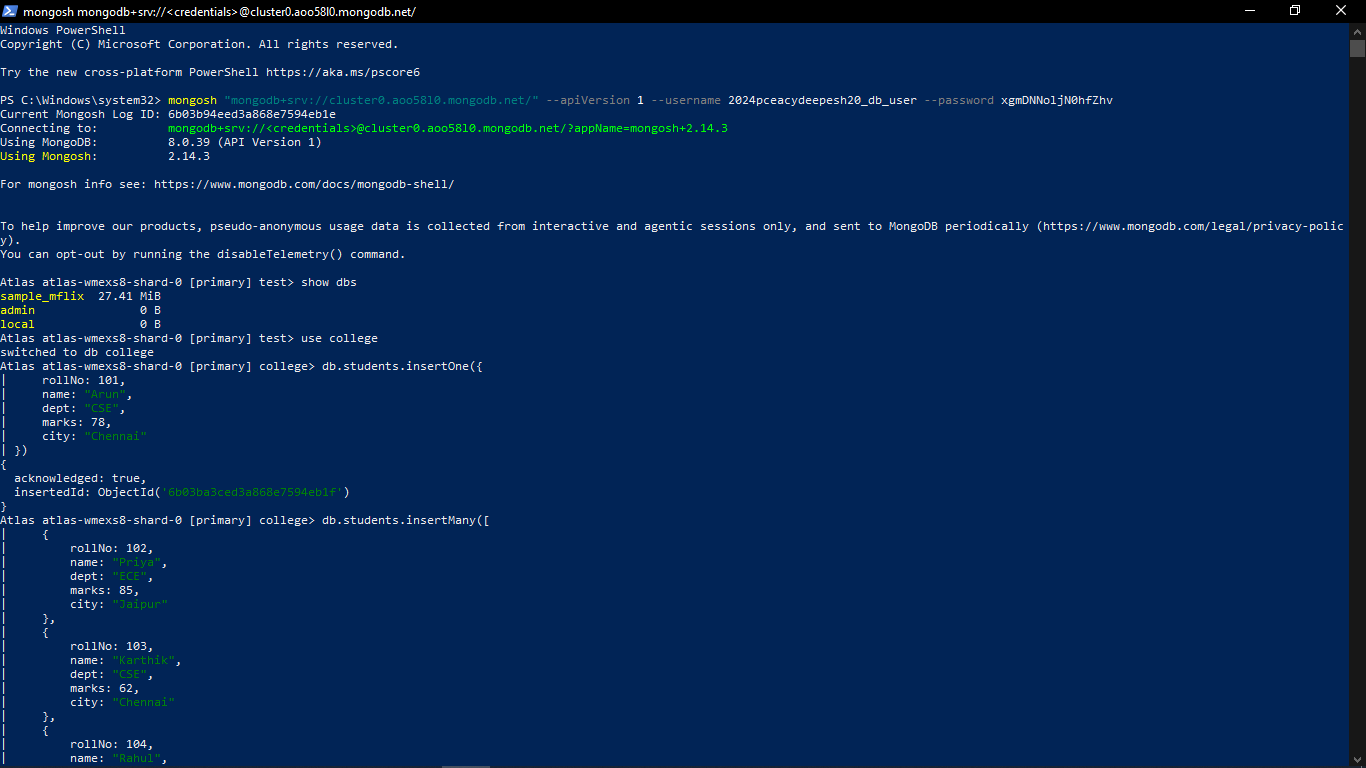 mongosh mongodb+srv://<credentials>@cluster0.aoo58l0.mongodb.net/
Windows PowerShell
Copyright (C) Microsoft Corporation. All rights reserved.
Try the new cross-platform PowerShell https://aka.ms/pscore6
PS C:\Windows\system32> mongosh "mongodb+srv://cluster0.aoo58l0.mongodb.net/" --apiVersion 1 --username 2024pceacydeepesh20_db_user --password xgmDNNoljN0hfZhv
Current Mongosh Log ID: 6b03b94eed3a868e7594eb1e
Connecting to:          mongodb+srv://<credentials>@cluster0.aoo58l0.mongodb.net/?appName=mongosh+2.14.3
Using MongoDB:          8.0.39 (API Version 1)
Using Mongosh:          2.14.3
For mongosh info see: https://www.mongodb.com/docs/mongodb-shell/
To help improve our products, pseudo-anonymous usage data is collected from interactive and agentic sessions only, and sent to MongoDB periodically (https://www.mongodb.com/legal/privacy-polic
y).
You can opt-out by running the disableTelemetry() command.
Atlas atlas-wmexs8-shard-0 [primary] test> show dbs
sample_mflix  27.41 MiB
admin               0 B
local               0 B
Atlas atlas-wmexs8-shard-0 [primary] test> use college
switched to db college
Atlas atlas-wmexs8-shard-0 [primary] college> db.students.insertOne({
|     rollNo: 101,
|     name: "Arun",
|     dept: "CSE",
|     marks: 78,
|     city: "Chennai"
| })
{
  acknowledged: true,
  insertedId: ObjectId('6b03ba3ced3a868e7594eb1f')
}
Atlas atlas-wmexs8-shard-0 [primary] college> db.students.insertMany([
|     {
|         rollNo: 102,
|         name: "Priya",
|         dept: "ECE",
|         marks: 85,
|         city: "Jaipur"
|     },
|     {
|         rollNo: 103,
|         name: "Karthik",
|         dept: "CSE",
|         marks: 62,
|         city: "Chennai"
|     },
|     {
|         rollNo: 104,
|         name: "Rahul",